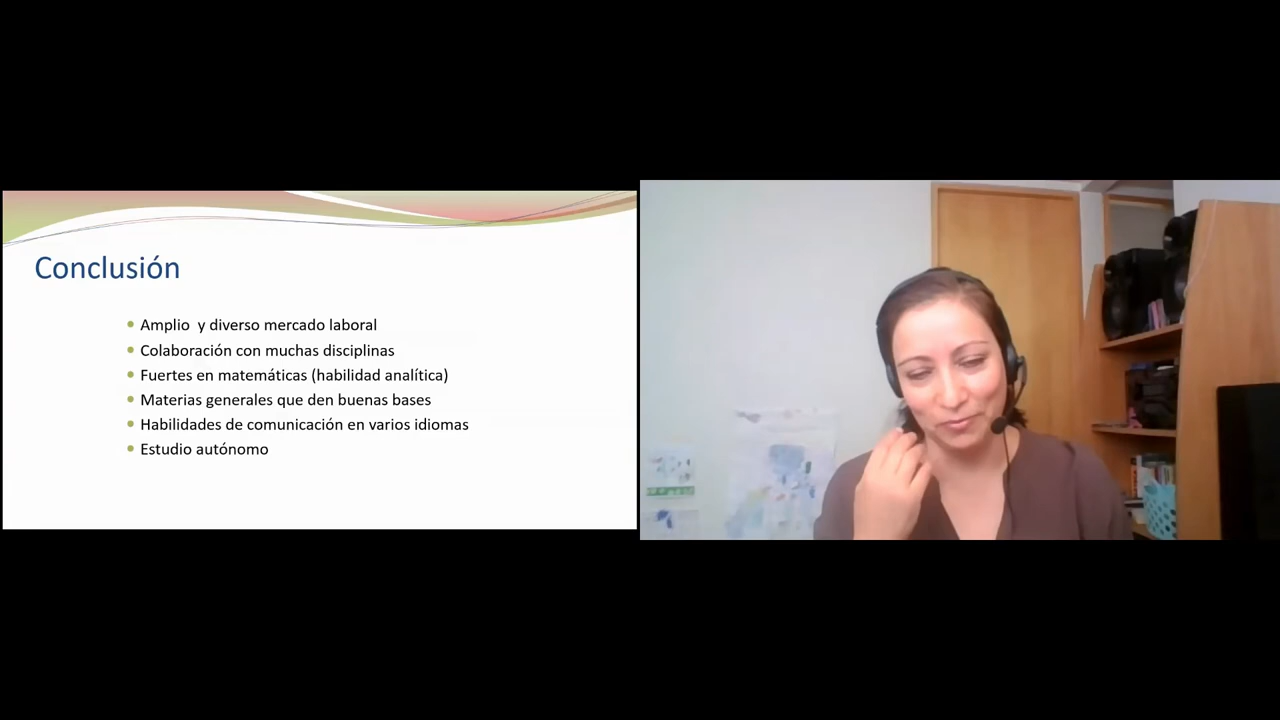 Conclusión
Amplio y diverso mercado laboral
Colaboración con muchas disciplinas
Fuertes en matemáticas (habilidad analítica)
Materias generales que den buenas bases
Habilidades de comunicación en varios idiomas
Estudio autónomo